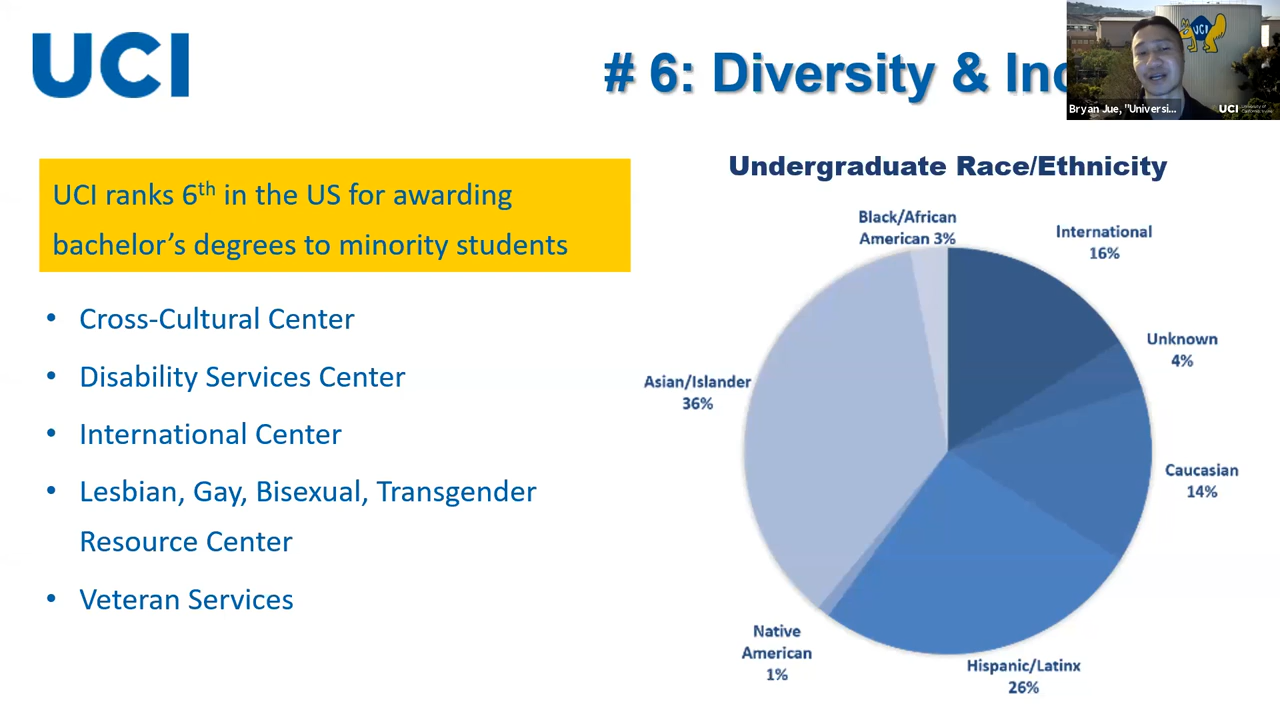 UCI
# 6: Diversity & Inc
UCI
Bryan Jue, "Universi...
UCI
UCI ranks 6th in the US for awarding
bachelor's degrees to minority students
• Cross-Cultural Center
• Disability Services Center
• International Center
• Lesbian, Gay, Bisexual, Transgender
Resource Center
• Veteran Services
Undergraduate Race/Ethnicity
Black/African
American 3%
International
16%
Unknown
4%
Asian/Islander
36%
Caucasian
14%
Native
American
1%
Hispanic/Latinx
26%